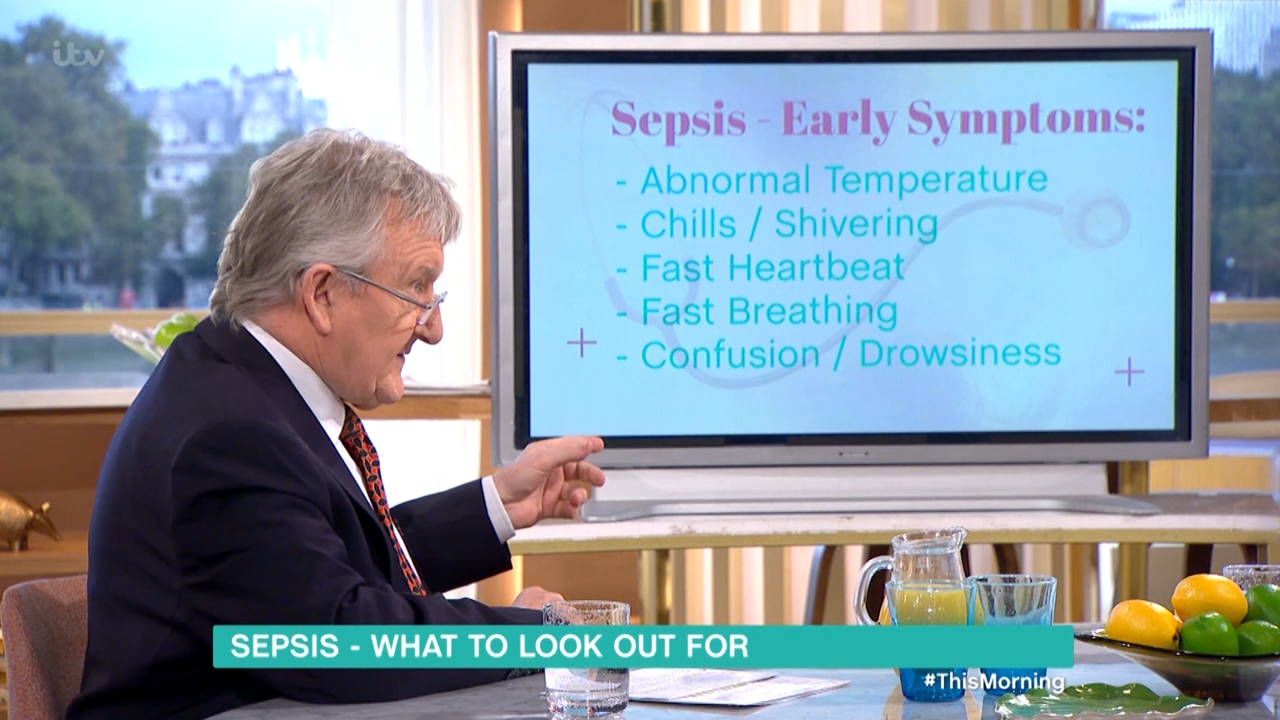 itv
Sepsis - Early Symptoms:
- Abnormal Temperature
- Chills / Shivering
- Fast Heartbeat
- Fast Breathing
- Confusion / Drowsiness
SEPSIS - WHAT TO LOOK OUT FOR
#ThisMorning